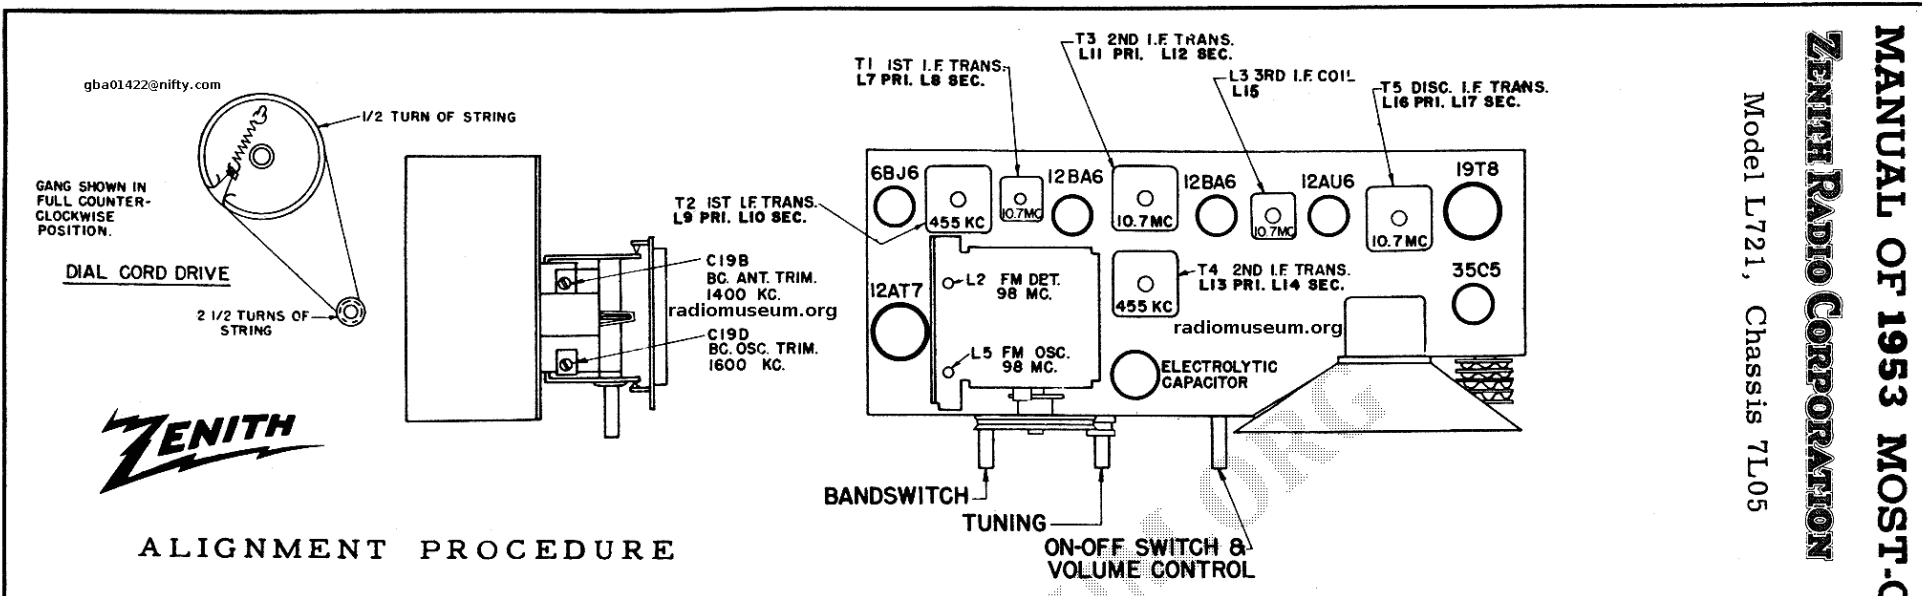 gba01422@nifty.com
1/2 TURN OF STRING
GANG SHOWN IN
FULL COUNTER-
CLOCKWISE
POSITION.
DIAL CORD DRIVE
2 1/2 TURNS OF
STRING
ZENITH
ALIGNMENT PROCEDURE
C19B
BC. ANT. TRIM.
1400 KC.
radiomuseum.org
C19D
BC. OSC. TRIM.
1600 KC.
T1 1ST I.F. TRANS.
L7 PRI. L8 SEC.
T3 2ND I.F. TRANS.
L11 PRI. L12 SEC.
L3 3RD I.F. COIL
L15
T5 DISC. I.F. TRANS.
L16 PRI. L17 SEC.
T2 1ST I.F. TRANS.
L9 PRI. L10 SEC.
6BJ6
455 KC
10.7MC
12BA6
10.7MC
12BA6
10.7MC
12AU6
10.7MC
19T8
12AT7
L2 FM DET.
98 MC.
L5 FM OSC.
98 MC.
T4 2ND I.F. TRANS.
L13 PRI. L14 SEC.
455 KC
radiomuseum.org
35C5
ELECTROLYTIC
CAPACITOR
BANDSWITCH
TUNING
ON-OFF SWITCH &
VOLUME CONTROL
MANUAL OF 1953 MOST-
ZENITH RADIO CORPORATION
Model L721, Chassis 7L05